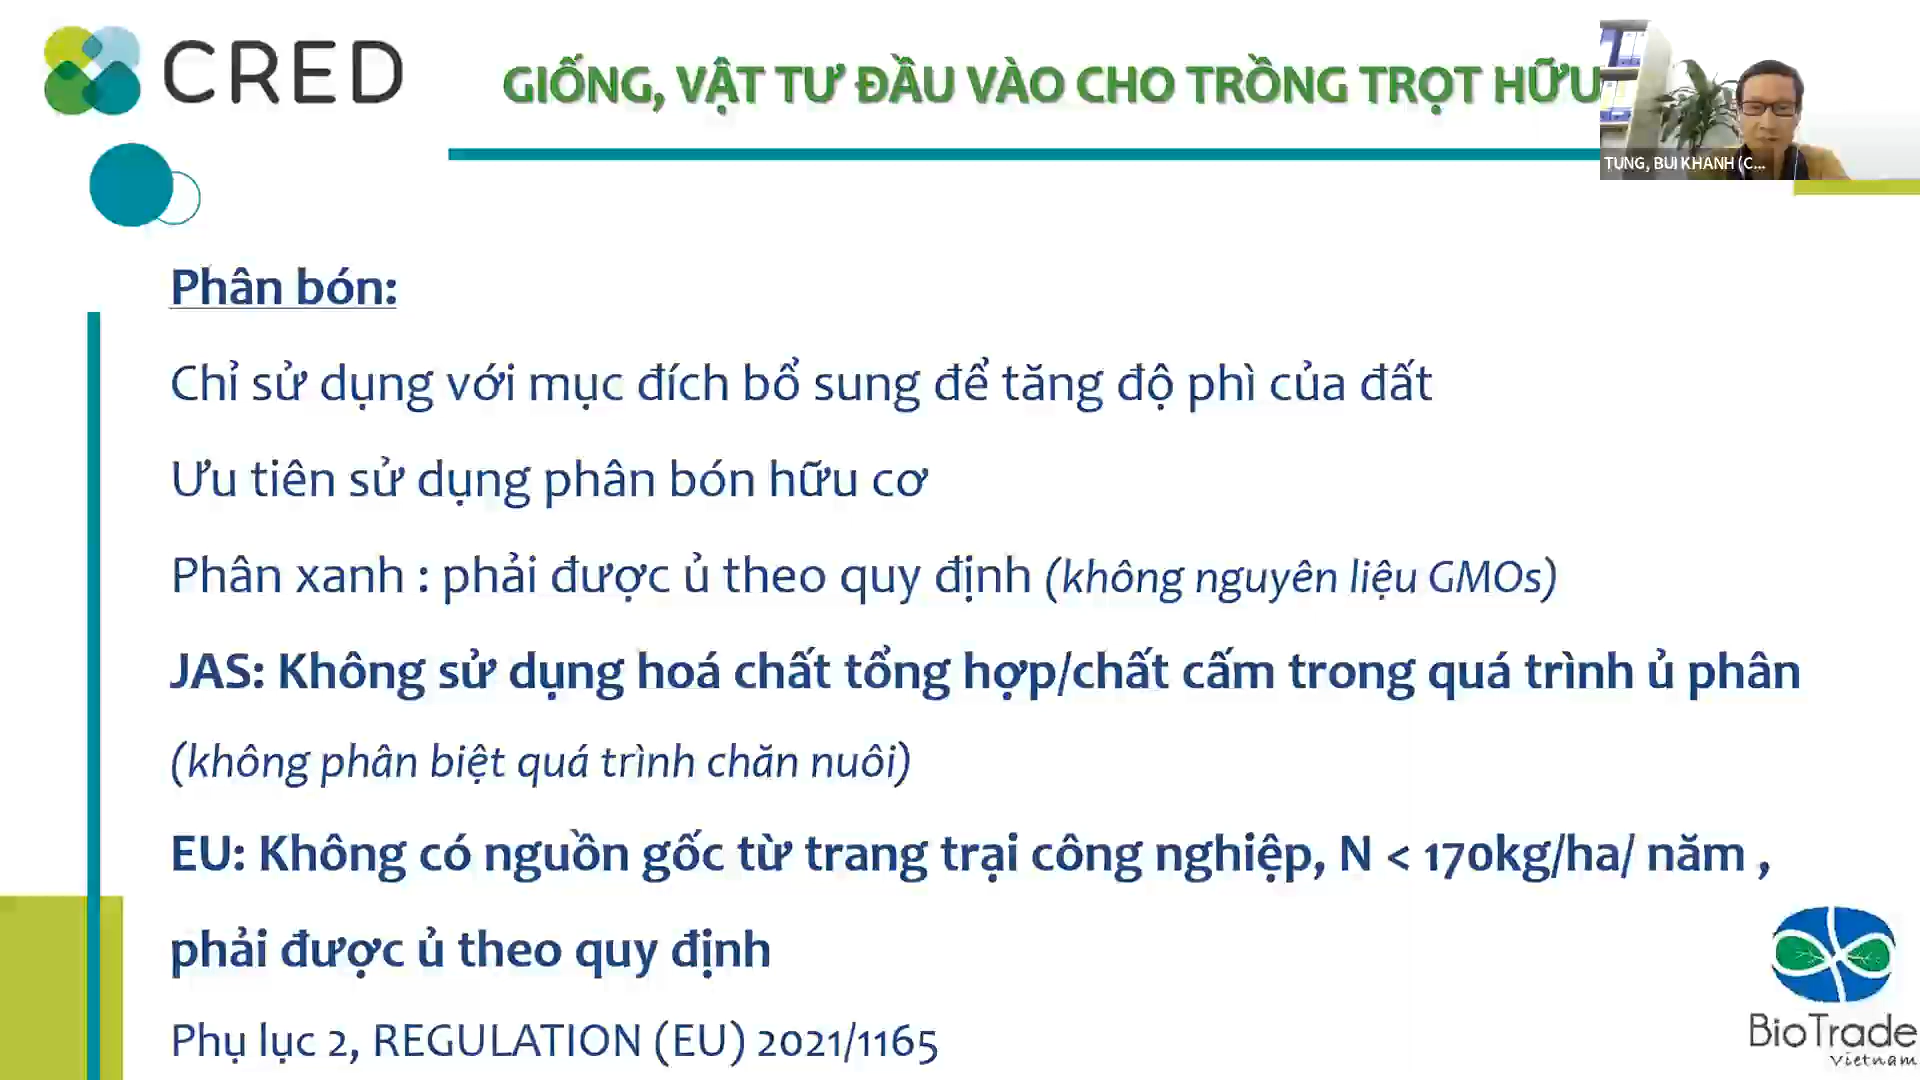 CRED
GIỐNG, VẬT TƯ ĐẦU VÀO CHO TRỒNG TRỌT HỮU
TUNG, BUI KHANH (C...
Phân bón:
Chỉ sử dụng với mục đích bổ sung để tăng độ phì của đất
Ưu tiên sử dụng phân bón hữu cơ
Phân xanh : phải được ủ theo quy định (không nguyên liệu GMOs)
JAS: Không sử dụng hoá chất tổng hợp/chất cấm trong quá trình ủ phân
(không phân biệt quá trình chăn nuôi)
EU: Không có nguồn gốc từ trang trại công nghiệp, N < 170kg/ha/ năm ,
phải được ủ theo quy định
Phụ lục 2, REGULATION (EU) 2021/1165
BioTrade
Vietnam